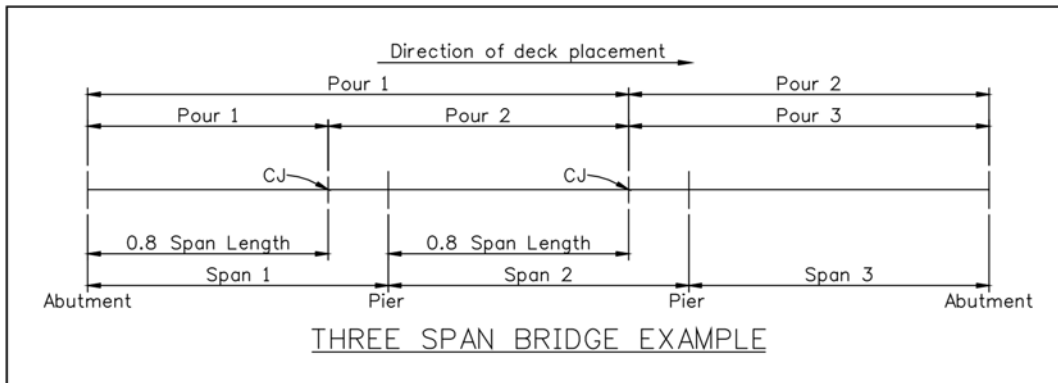 Direction of deck placement
Pour 1 Pour 2
Pour 1 Pour 2 Pour 3
CJ CJ
0.8 Span Length 0.8 Span Length
Span 1 Span 2 Span 3
Abutment Pier Pier Abutment
THREE SPAN BRIDGE EXAMPLE